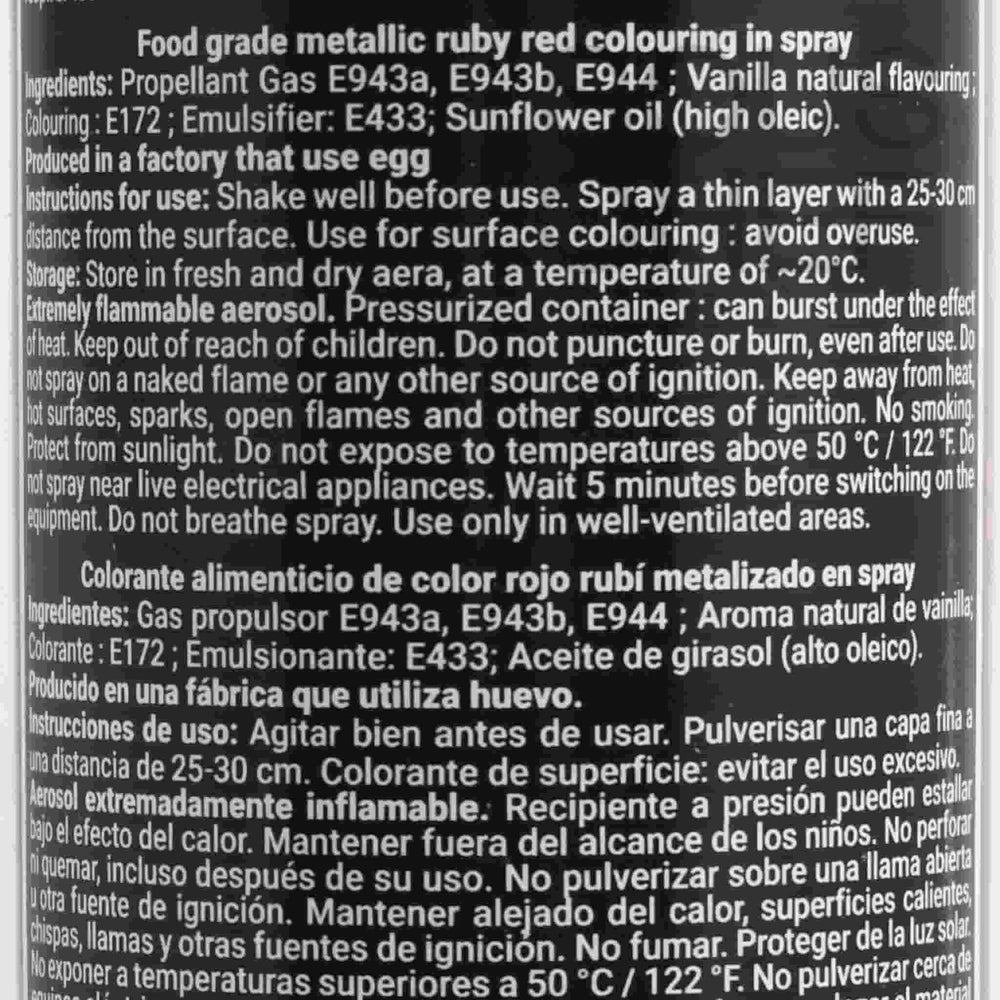 Food grade metallic ruby red colouring in spray
Ingredients: Propellant Gas E943a, E943b, E944 ; Vanilla natural flavouring;
Colouring : E172 ; Emulsifier: E433; Sunflower oil (high oleic).
Produced in a factory that use egg
Instructions for use: Shake well before use. Spray a thin layer with a 25-30 cm
distance from the surface. Use for surface colouring : avoid overuse.
Storage: Store in fresh and dry aera, at a temperature of ~20°C.
Extremely flammable aerosol. Pressurized container : can burst under the effect
of heat. Keep out of reach of children. Do not puncture or burn, even after use. Do
not spray on a naked flame or any other source of ignition. Keep away from heat,
hot surfaces, sparks, open flames and other sources of ignition. No smoking.
Protect from sunlight. Do not expose to temperatures above 50 °C / 122 °F. Do
not spray near live electrical appliances. Wait 5 minutes before switching on the
equipment. Do not breathe spray. Use only in well-ventilated areas.
Colorante alimenticio de color rojo rubí metalizado en spray
Ingredientes: Gas propulsor E943a, E943b, E944 ; Aroma natural de vainilla;
Colorante : E172 ; Emulsionante: E433; Aceite de girasol (alto oleico).
Producido en una fábrica que utiliza huevo.
Instrucciones de uso: Agitar bien antes de usar. Pulverisar una capa fina a
una distancia de 25-30 cm. Colorante de superficie: evitar el uso excesivo.
Aerosol extremadamente inflamable. Recipiente a presión pueden estallar
bajo el efecto del calor. Mantener fuera del alcance de los niños. No perforar
ni quemar, incluso después de su uso. No pulverizar sobre una llama abierta
u otra fuente de ignición. Mantener alejado del calor, superficies calientes,
chispas, llamas y otras fuentes de ignición. No fumar. Proteger de la luz solar.
No exponer a temperaturas superiores a 50 °C / 122 °F. No pulverizar cerca de
el material